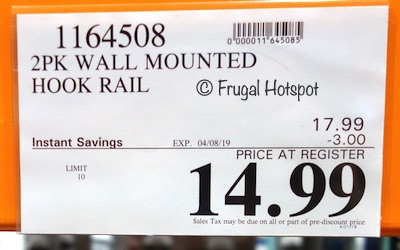 1164508
0000011645085
2PK WALL MOUNTED
HOOK RAIL
© Frugal Hotspot
17.99
Instant Savings EXP. 04/08/19 -3.00
PRICE AT REGISTER
LIMIT
10
14.99
Sales Tax may be due on all or part of pre-discount price